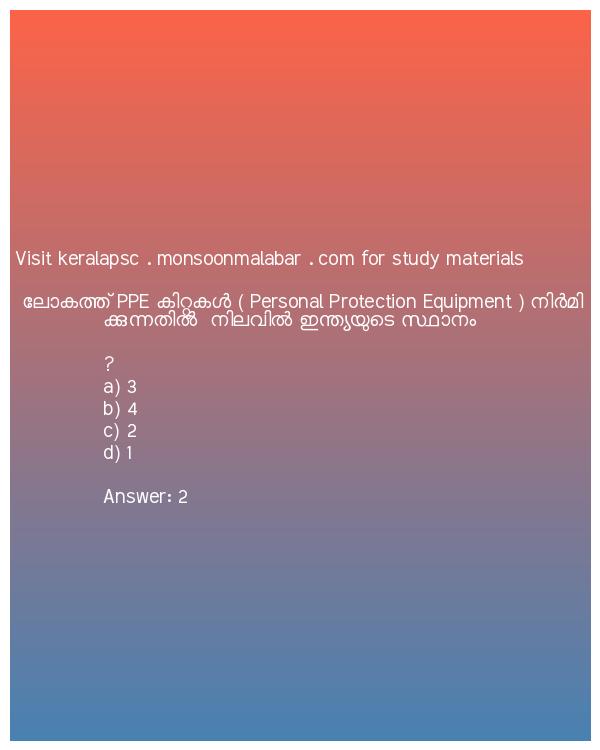 Visit keralapsc . monsoonmalabar . com for study materials
ലോകത്ത് PPE കിറ്റുകൾ ( Personal Protection Equipment ) നിർമി
ക്കുന്നതിൽ നിലവിൽ ഇന്ത്യയുടെ സ്ഥാനം
?
a) 3
b) 4
c) 2
d) 1
Answer: 2